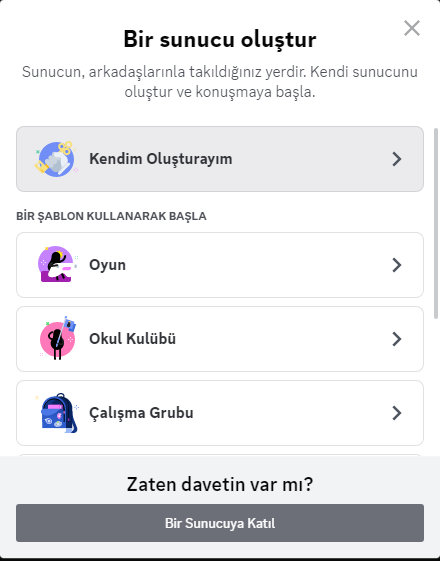 Bir sunucu oluştur
Sunucun, arkadaşlarınla takıldığınız yerdir. Kendi sunucunu
oluştur ve konuşmaya başla.
Kendim Oluşturayım
BİR ŞABLON KULLANARAK BAŞLA
Oyun
Okul Kulübü
Çalışma Grubu
Zaten davetin var mı?
Bir Sunucuya Katıl